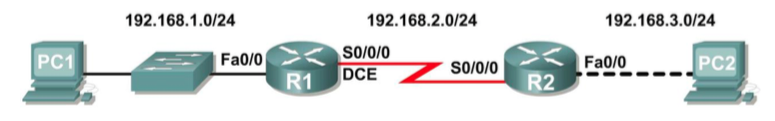 192.168.1.0/24 192.168.2.0/24 192.168.3.0/24
PC1 Fa0/0 R1 S0/0/0 DCE S0/0/0 R2 Fa0/0 PC2